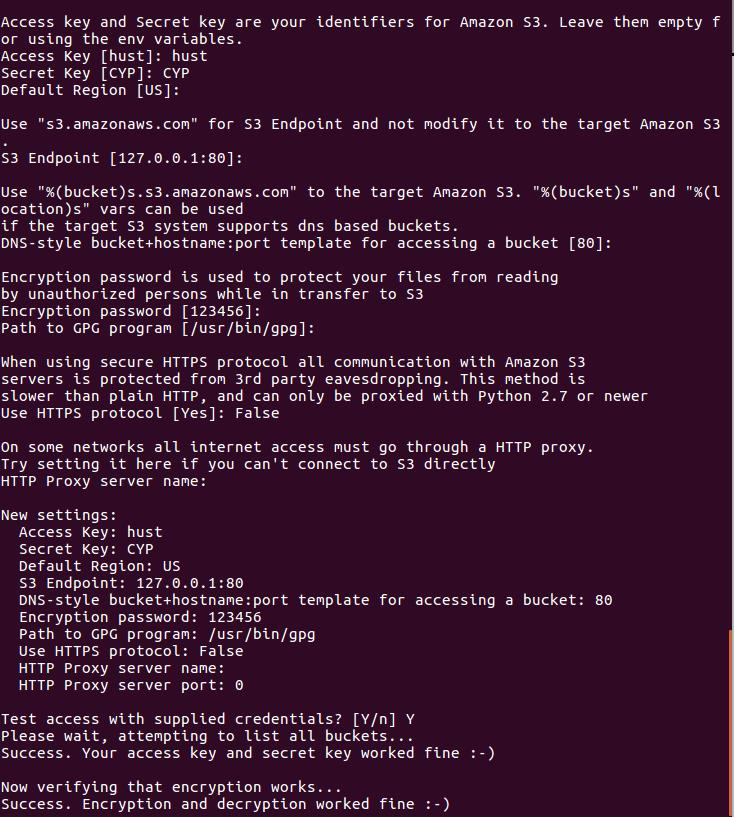 Access key and Secret key are your identifiers for Amazon S3. Leave them empty f
or using the env variables.
Access Key [hust]: hust
Secret Key [CYP]: CYP
Default Region [US]:
Use "s3.amazonaws.com" for S3 Endpoint and not modify it to the target Amazon S3
.
S3 Endpoint [127.0.0.1:80]:
Use "%(bucket)s.s3.amazonaws.com" to the target Amazon S3. "%(bucket)s" and "%(l
ocation)s" vars can be used
if the target S3 system supports dns based buckets.
DNS-style bucket+hostname:port template for accessing a bucket [80]:
Encryption password is used to protect your files from reading
by unauthorized persons while in transfer to S3
Encryption password [123456]:
Path to GPG program [/usr/bin/gpg]:
When using secure HTTPS protocol all communication with Amazon S3
servers is protected from 3rd party eavesdropping. This method is
slower than plain HTTP, and can only be proxied with Python 2.7 or newer
Use HTTPS protocol [Yes]: False
On some networks all internet access must go through a HTTP proxy.
Try setting it here if you can't connect to S3 directly
HTTP Proxy server name:
New settings:
  Access Key: hust
  Secret Key: CYP
  Default Region: US
  S3 Endpoint: 127.0.0.1:80
  DNS-style bucket+hostname:port template for accessing a bucket: 80
  Encryption password: 123456
  Path to GPG program: /usr/bin/gpg
  Use HTTPS protocol: False
  HTTP Proxy server name:
  HTTP Proxy server port: 0
Test access with supplied credentials? [Y/n] Y
Please wait, attempting to list all buckets...
Success. Your access key and secret key worked fine :-)
Now verifying that encryption works...
Success. Encryption and decryption worked fine :-)